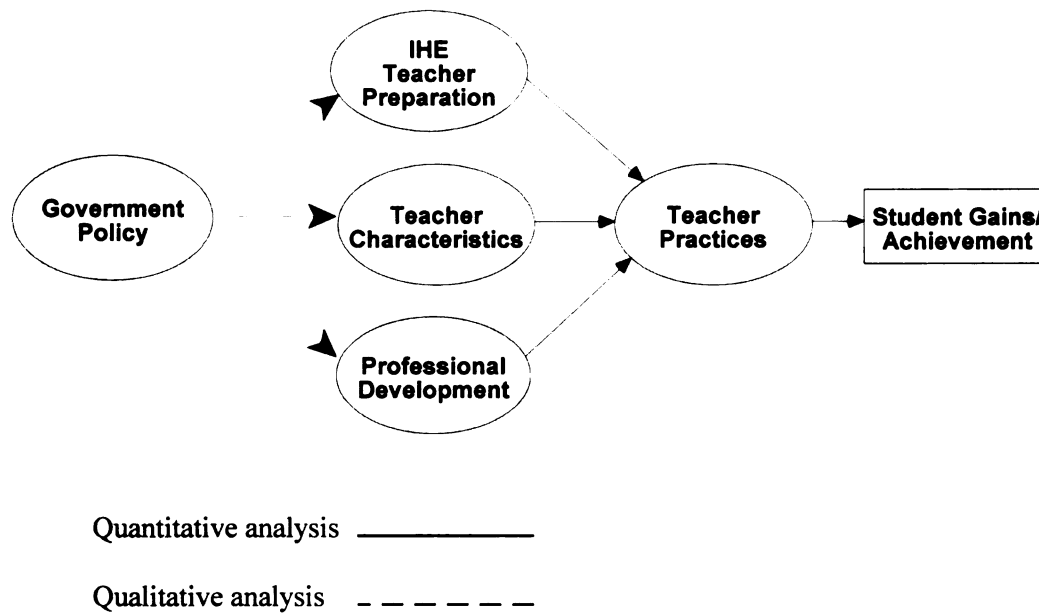 IHE
Teacher
Preparation
Government
Policy
Teacher
Characteristics
Teacher
Practices
Student Gains/
Achievement
Professional
Development
Quantitative analysis
Qualitative analysis